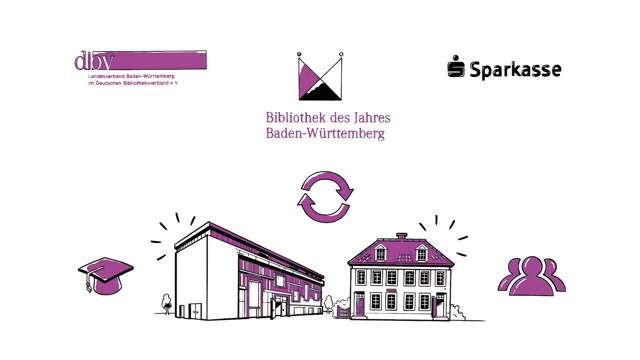 dbv
Landesverband Baden-Württemberg
im Deutschen Bibliotheksverband e.V.
Bibliothek des Jahres
Baden-Württemberg
Sparkasse